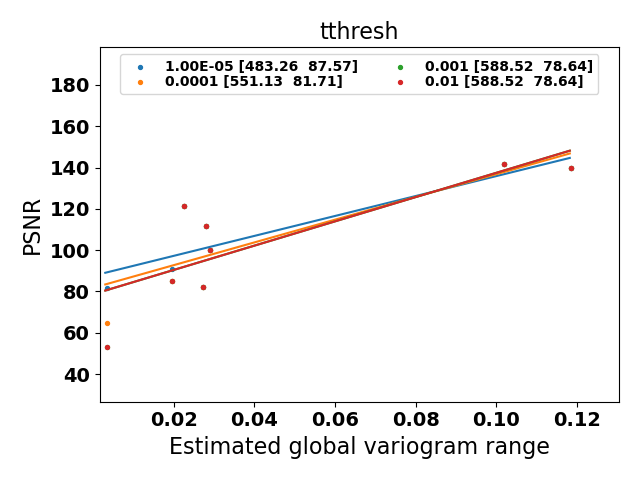 tthresh
1.00E-05 [483.26  87.57]
0.0001 [551.13  81.71]
0.001 [588.52  78.64]
0.01 [588.52  78.64]
PSNR
180
160
140
120
100
80
60
40
0.02 0.04 0.06 0.08 0.10 0.12
Estimated global variogram range